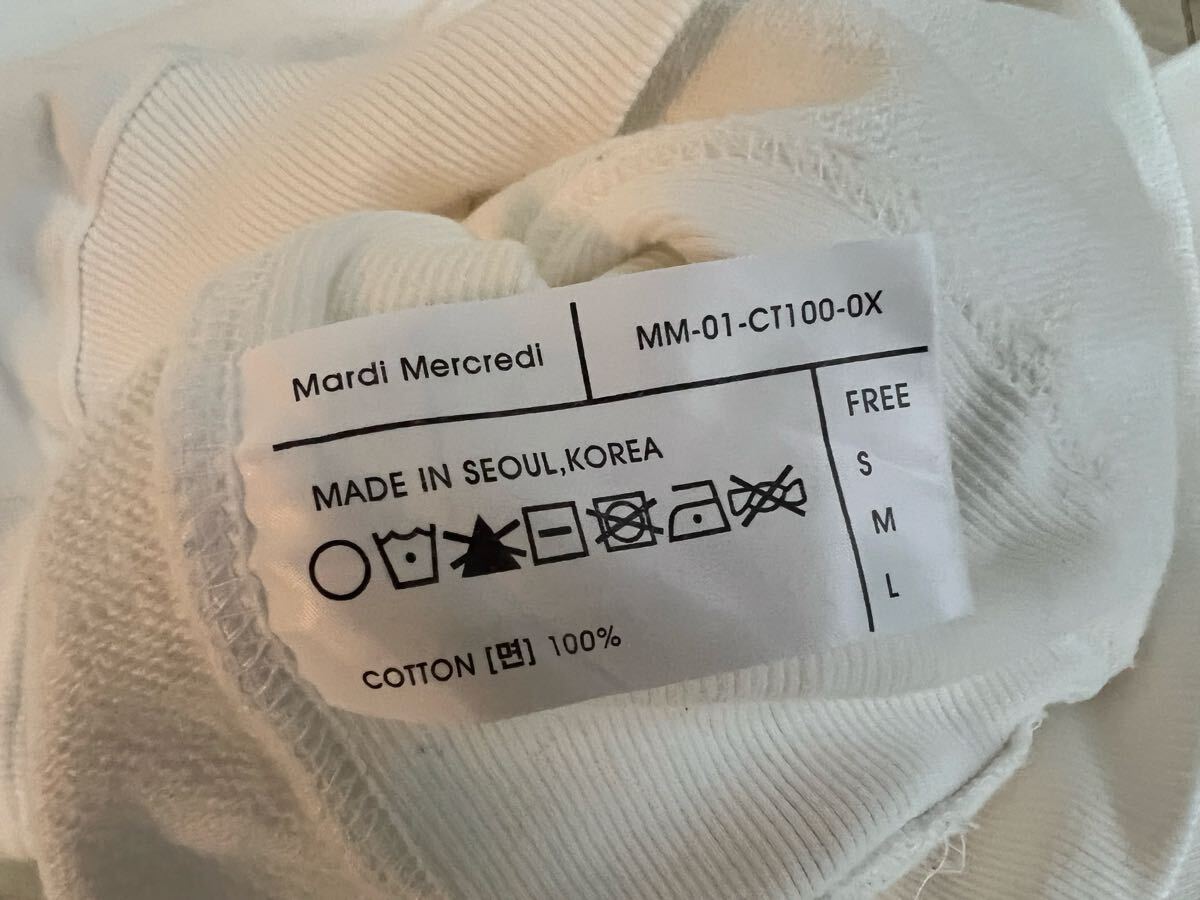 Mardi Mercredi
MM-01-CT100-0X
MADE IN SEOUL,KOREA
COTTON [면] 100%
FREE
S
M
L